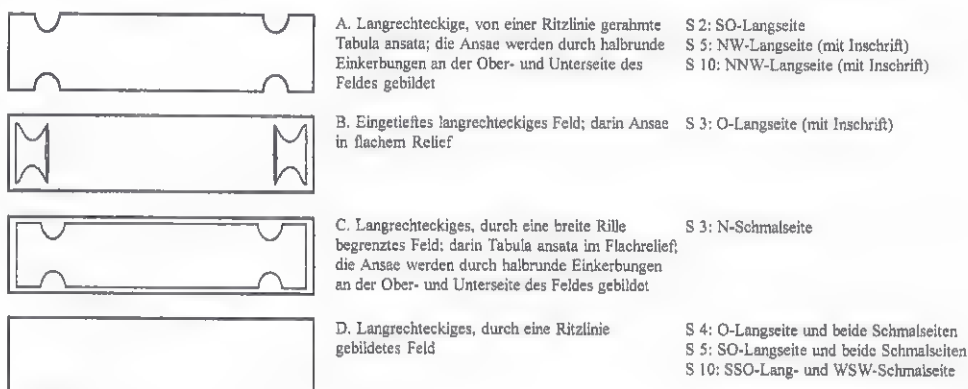 A. Langrechteckige, von einer Ritzlinie gerahmte
Tabula ansata; die Ansae werden durch halbrunde
Einkerbungen an der Ober- und Unterseite des
Feldes gebildet
S 2: SO-Langseite
S 5: NW-Langseite (mit Inschrift)
S 10: NNW-Langseite (mit Inschrift)
B. Eingetieftes langrechteckiges Feld; darin Ansae
in flachem Relief
S 3: O-Langseite (mit Inschrift)
C. Langrechteckiges, durch eine breite Rille
begrenztes Feld; darin Tabula ansata im Flachrelief;
die Ansae werden durch halbrunde Einkerbungen
an der Ober- und Unterseite des Feldes gebildet
S 3: N-Schmalseite
D. Langrechteckiges, durch eine Ritzlinie
gebildetes Feld
S 4: O-Langseite und beide Schmalseiten
S 5: SO-Langseite und beide Schmalseiten
S 10: SSO-Lang- und WSW-Schmalseite